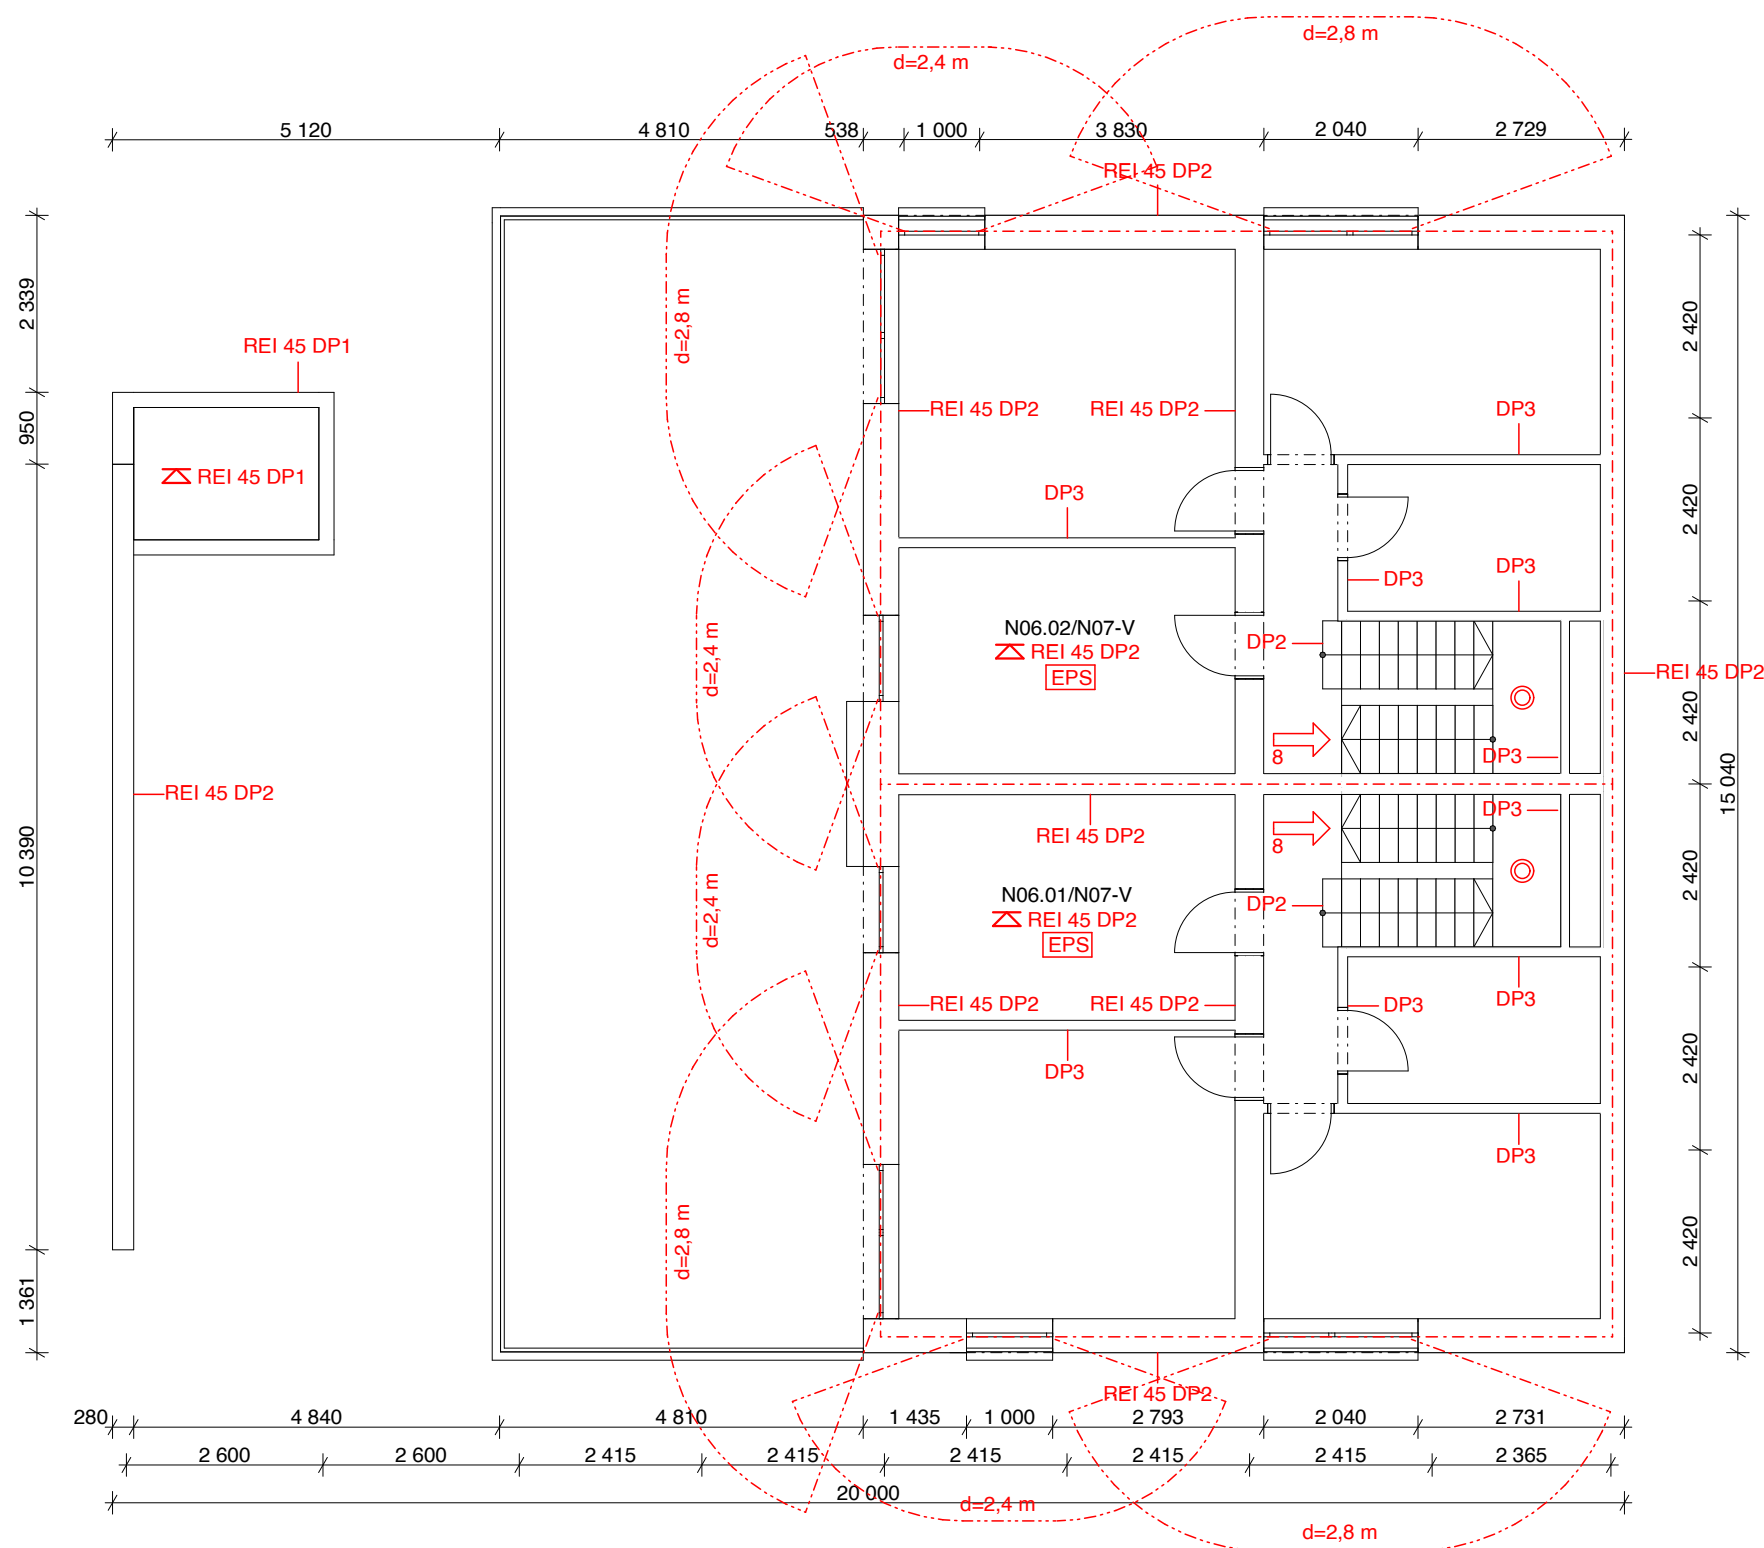 d=2,8 m
d=2,4 m
5 120
4 810
538
1 000
3 830
2 040
2 729
REI 45 DP2
2 339
d=2,8 m
2 420
REI 45 DP1
REI 45 DP2
REI 45 DP2
DP3
950
REI 45 DP1
DP3
2 420
DP3
DP3
N06.02/N07-V
DP2
REI 45 DP2
d=2,4 m
REI 45 DP2
EPS
2 420
8
DP3
15 040
REI 45 DP2
DP3
REI 45 DP2
8
10 390
2 420
N06.01/N07-V
DP2
d=2,4 m
REI 45 DP2
EPS
REI 45 DP2
REI 45 DP2
DP3
DP3
2 420
DP3
DP3
d=2,8 m
2 420
1 361
REI 45 DP2
280
4 840
4 810
1 435
1 000
2 793
2 040
2 731
2 600
2 600
2 415
2 415
2 415
2 415
2 415
2 365
20 000
d=2,4 m
d=2,8 m